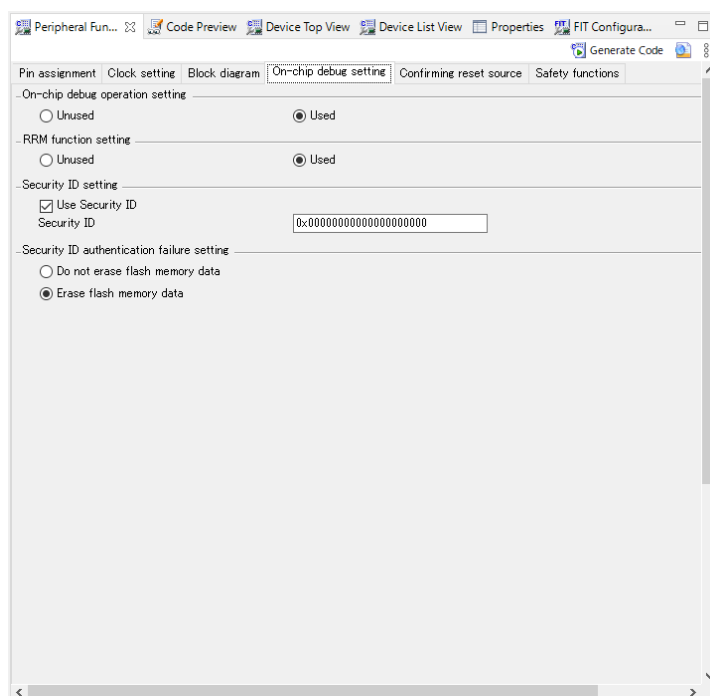 Peripheral Fun... Code Preview Device Top View Device List View Properties FIT Configura...
Generate Code
Pin assignment Clock setting Block diagram On-chip debug setting Confirming reset source Safety functions
On-chip debug operation setting
Unused Used
RRM function setting
Unused Used
Security ID setting
Use Security ID
Security ID 0x00000000000000000000
Security ID authentication failure setting
Do not erase flash memory data
Erase flash memory data